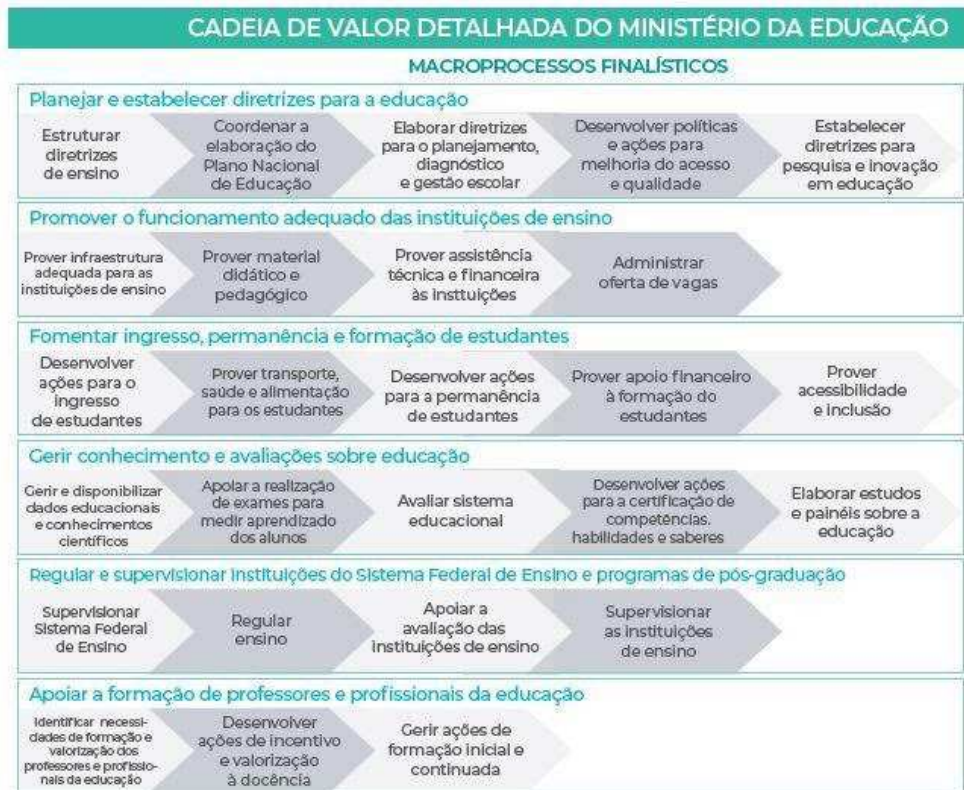 CADEIA DE VALOR DETALHADA DO MINISTÉRIO DA EDUCAÇÃO
MACROPROCESSOS FINALÍSTICOS
Planejar e estabelecer diretrizes para a educação
Estruturar
diretrizes
de ensino
Coordenar a
elaboração do
Plano Nacional
de Educação
Elaborar diretrizes
para o planejamento,
diagnóstico
e gestão escolar
Desenvolver políticas
e ações para
melhoria do acesso
e qualidade
Estabelecer
diretrizes para
pesquisa e inovação
em educação
Promover o funcionamento adequado das instituições de ensino
Prover infraestrutura
adequada para as
instituições de ensino
Prover material
didático e
pedagógico
Prover assistência
técnica e financeira
às insttuições
Administrar
oferta de vagas
Fomentar ingresso, permanência e formação de estudantes
Desenvolver
ações para o
ingresso
de estudantes
Prover transporte,
saúde e alimentação
para os estudantes
Desenvolver ações
para a permanência
de estudantes
Prover apoio financeiro
à formação do
estudantes
Prover
acessibilidade
e inclusão
Gerir conhecimento e avaliações sobre educação
Gerir e disponibilizar
dados educacionais
e conhecimentos
científicos
Apoiar a realização
de exames para
medir aprendizado
dos alunos
Avaliar sistema
educacional
Desenvolver ações
para a certificação de
competências.
habilidades e saberes
Elaborar estudos
e painéis sobre a
educação
Regular e supervisionar instituições do Sistema Federal de Ensino e programas de pós-graduação
Supervisionar
Sistema Federal
de Ensino
Regular
ensino
Apoiar a
avaliação das
instituições de ensino
Supervisionar
as instituições
de ensino
Apoiar a formação de professores e profissionais da educação
Identificar necessi-
dades de formação e
valorização dos
professores e profissio-
nais da educação
Desenvolver
ações de incentivo
e valorização
à docência
Gerir ações de
formação inicial e
continuada